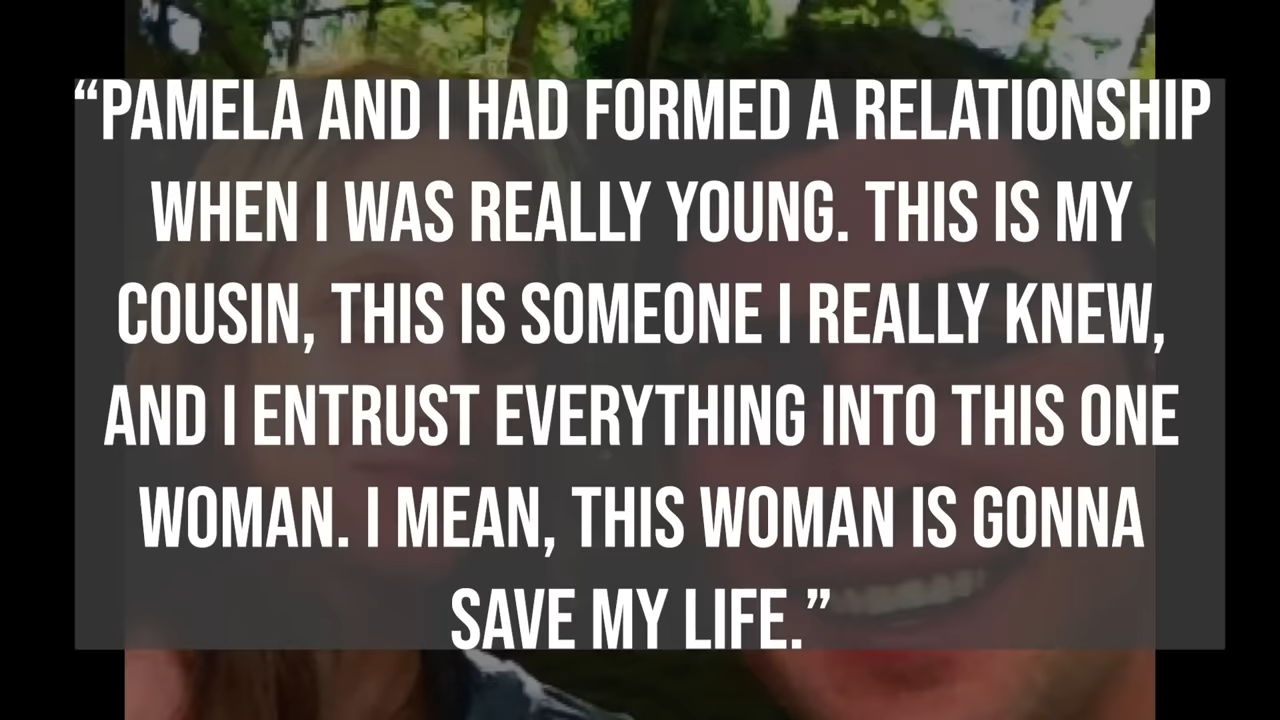 “PAMELA AND I HAD FORMED A RELATIONSHIP
WHEN I WAS REALLY YOUNG. THIS IS MY
COUSIN, THIS IS SOMEONE I REALLY KNEW,
AND I ENTRUST EVERYTHING INTO THIS ONE
WOMAN. I MEAN, THIS WOMAN IS GONNA
SAVE MY LIFE.”